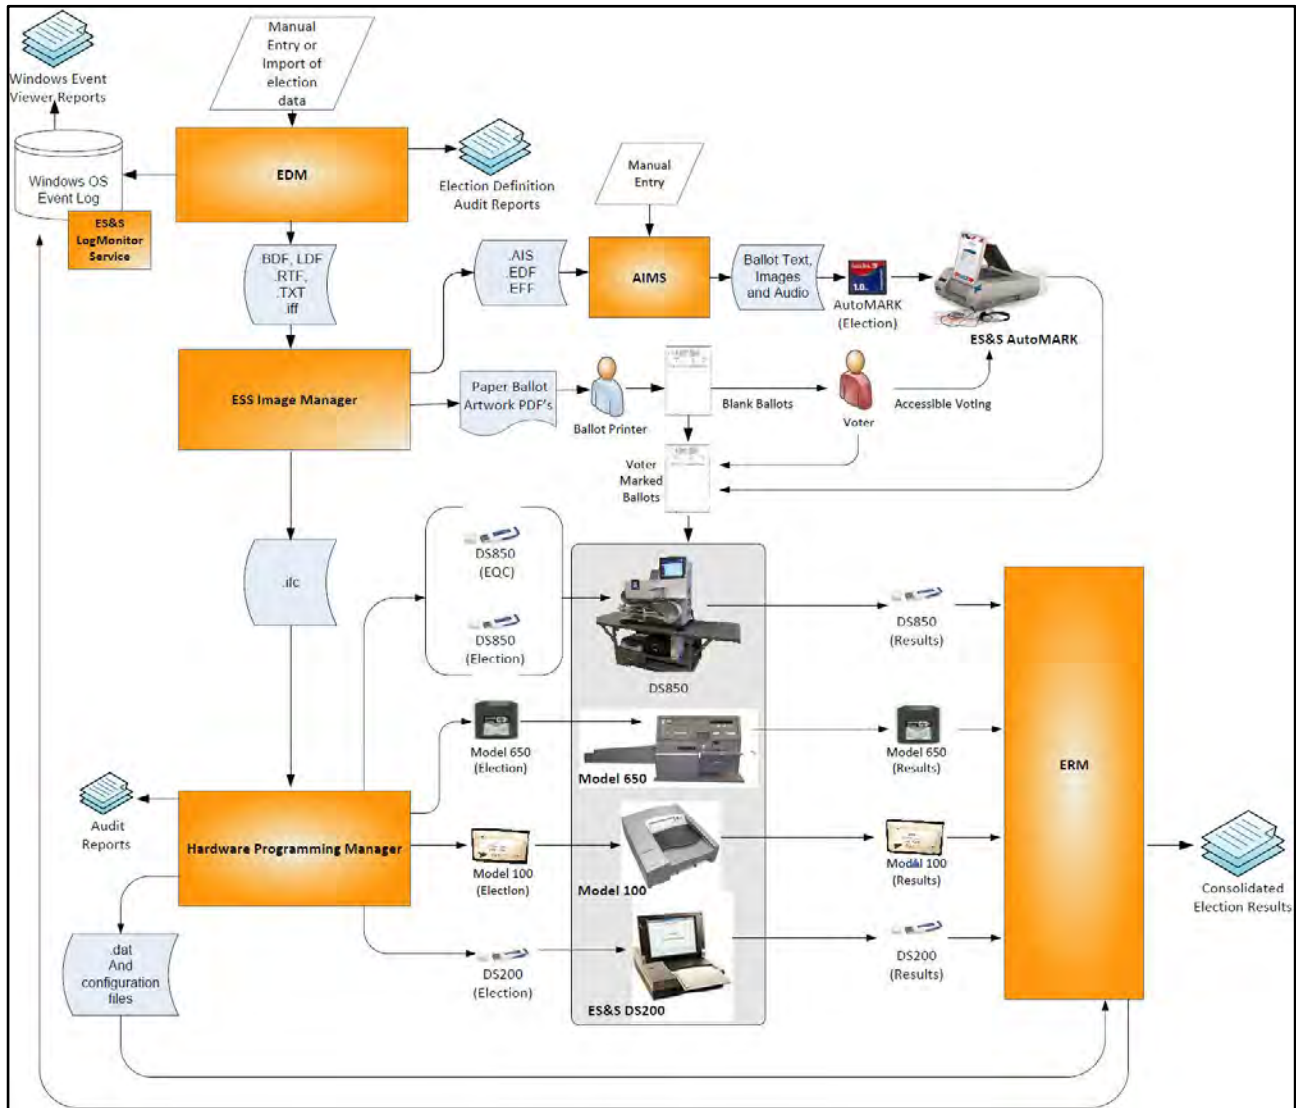 Manual
Entry or
Import of
election
data
Windows Event
Viewer Reports
EDM
Windows OS
Event Log
ES&S
LogMonitor
Service
Election Definition
Audit Reports
Manual
Entry
BDF, LDF
.RTF,
.TXT
.iff
.AIS
.EDF
.EFF
AIMS
Ballot Text,
Images
and Audio
1.0
AutoMARK
(Election)
ES&S AutoMARK
ESS Image Manager
Paper Ballot
Artwork PDF's
Ballot Printer
Blank Ballots
Voter
Accessible Voting
Voter
Marked
Ballots
.ifc
DS850
(EQC)
DS850
(Election)
DS850
DS850
(Results)
Model 650
(Election)
Model 650
Model 650
(Results)
ERM
Audit
Reports
Hardware Programming Manager
Model 100
(Election)
Model 100
Model 100
(Results)
Consolidated
Election Results
.dat
And
configuration
files
DS200
(Election)
ES&S DS200
DS200
(Results)